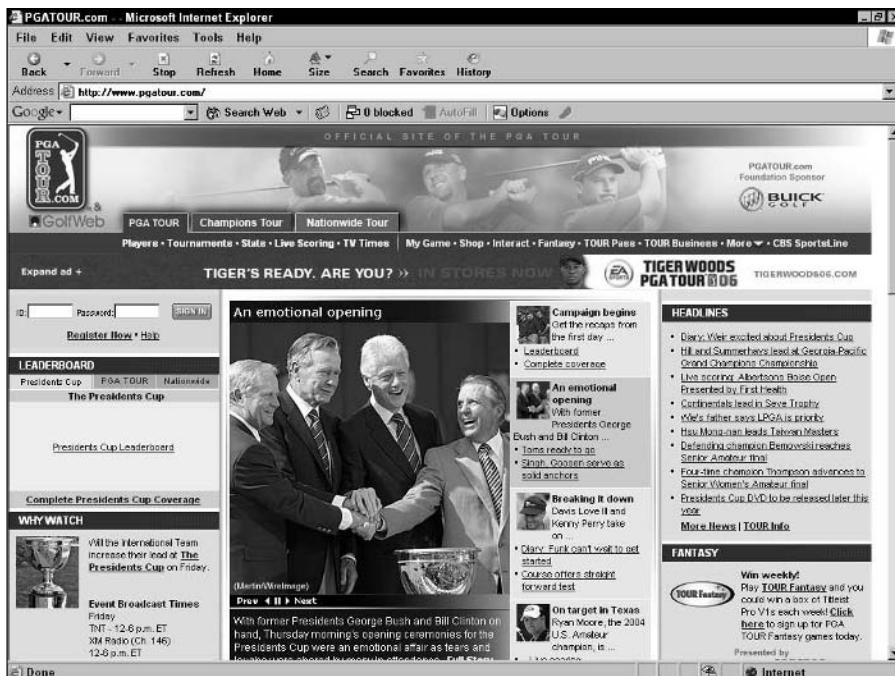 PGATOUR.com - - Microsoft Internet Explorer
File Edit View Favorites Tools Help
Back Forward Stop Refresh Home Size Search Favorites History
Address http://www.pgatour.com/
Google Search Web 0 blocked AutoFill Options
OFFICIAL SITE OF THE PGA TOUR
PGA
TOUR
.COM
&
GolfWeb
PGATOUR.com
Foundation Sponsor
BUICK
GOLF
PGA TOUR Champions Tour Nationwide Tour
Players • Tournaments • Stats • Live Scoring • TV Times My Game • Shop • Interact • Fantasy • TOUR Pass • TOUR Business • More • CBS SportsLine
Expand ad +
TIGER'S READY. ARE YOU? >> IN STORES NOW
EA
SPORTS
TIGER WOODS
PGA TOUR 06
TIGERWOODS06.COM
ID: Password: SIGN IN
Register Now • Help
LEADERBOARD
Presidents Cup PGA TOUR Nationwide
The Presidents Cup
Presidents Cup Leaderboard
Complete Presidents Cup Coverage
WHY WATCH
Will the International Team
increase their lead at The
Presidents Cup on Friday.
Event Broadcast Times
Friday
TNT - 12-6 p.m. ET
XM Radio (Ch. 146)
12-6 p.m. ET
An emotional opening
(Martin/WireImage)
Prev Next
With former Presidents George Bush and Bill Clinton on
hand, Thursday morning's opening ceremonies for the
Presidents Cup were an emotional affair as tears and
Campaign begins
Get the recaps from
the first day ...
• Leaderboard
• Complete coverage
An emotional
opening
With former
Presidents George
Bush and Bill Clinton ...
• Toms ready to go
• Singh, Goosen serve as
solid anchors
Breaking it down
Davis Love III and
Kenny Perry take
on ...
• Diary: Funk can't wait to get
started
• Course offers straight
forward test
On target in Texas
Ryan Moore, the 2004
U.S. Amateur
champion, is ...
HEADLINES
• Diary: Weir excited about Presidents Cup
• Hill and Summerhays lead at Georgia-Pacific
Grand Champions Championship
• Live scoring: Albertsons Boise Open
Presented by First Health
• Continentals lead in Seve Trophy
• Wie's father says LPGA is priority
• Hsu Mong-nan leads Taiwan Masters
• Defending champion Bemowski reaches
Senior Amateur final
• Four-time champion Thompson advances to
Senior Women's Amateur final
• Presidents Cup DVD to be released later this
year
More News | TOUR Info
FANTASY
TOUR Fantasy
Win weekly!
Play TOUR Fantasy and you
could win a box of Titleist
Pro V1s each week! Click
here to sign up for PGA
TOUR Fantasy games today.
Presented by
Done
Internet